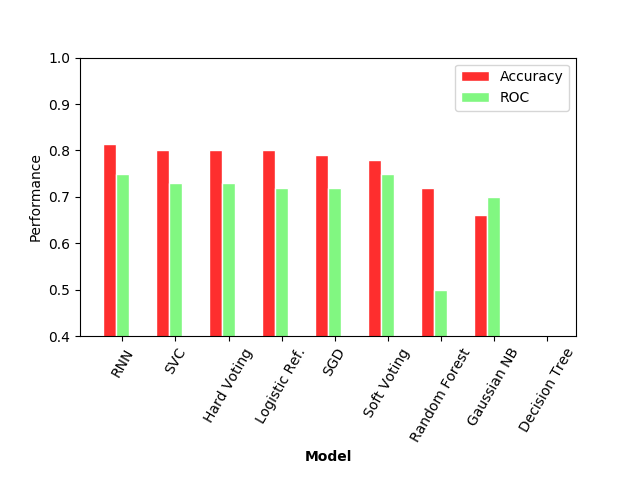 1.0
0.9
0.8
0.7
0.6
0.5
0.4
Performance
Accuracy
ROC
RNN
SVC
Hard Voting
Logistic Ref.
SGD
Soft Voting
Random Forest
Gaussian NB
Decision Tree
Model